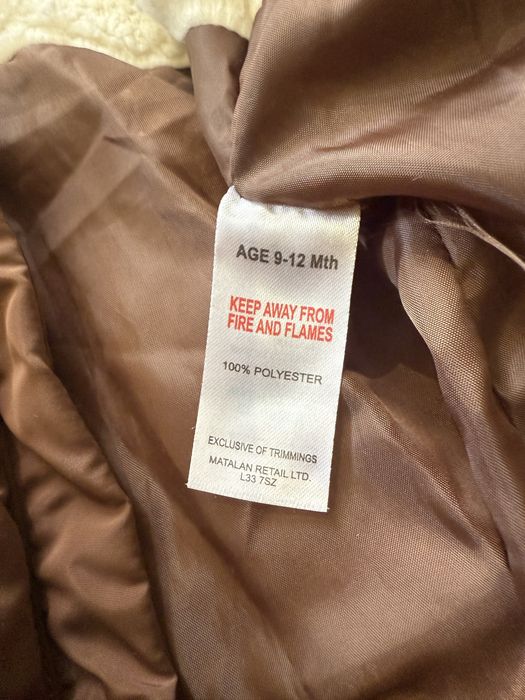 AGE 9-12 Mth
KEEP AWAY FROM
FIRE AND FLAMES
100% POLYESTER
EXCLUSIVE OF TRIMMINGS
MATALAN RETAIL LTD.
L33 7SZ